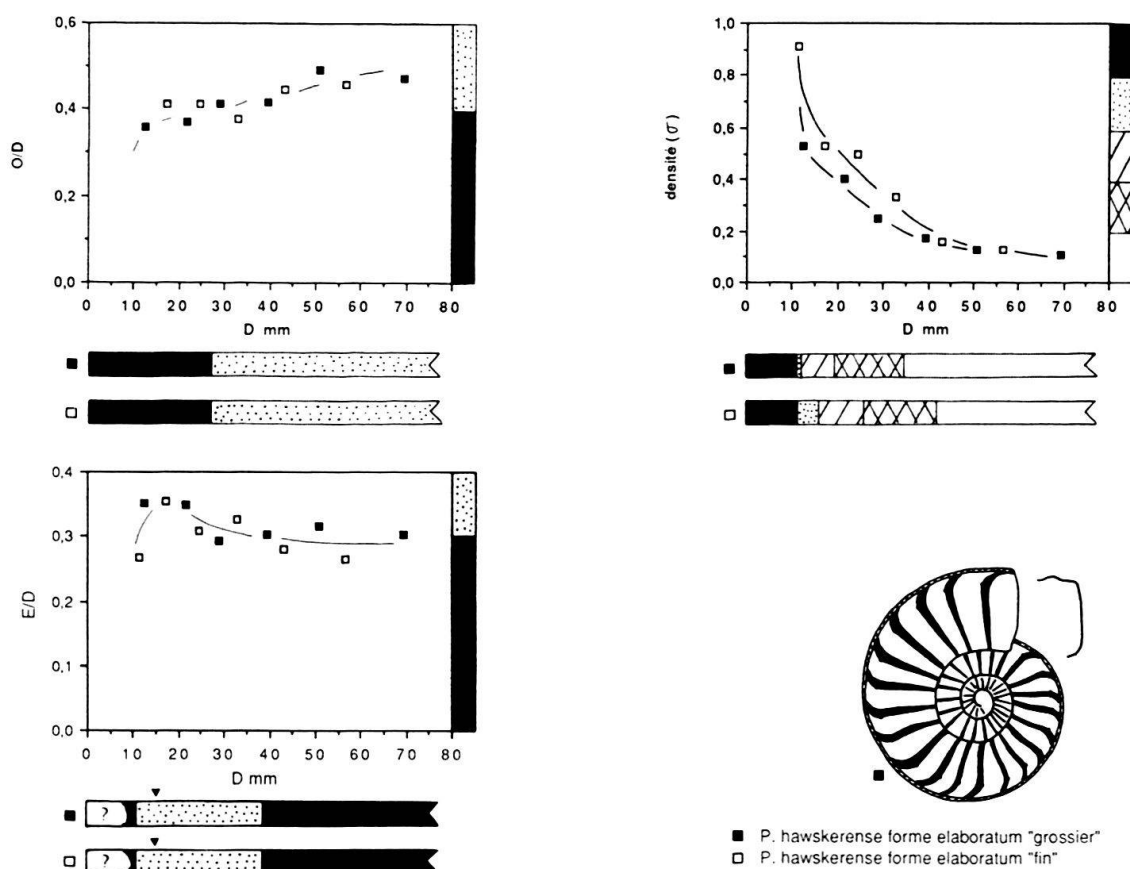 0,6
0,4
0,2
0,0
O/D
0 10 20 30 40 50 60 70 80
D mm
1,0
0,8
0,6
0,4
0,2
0,0
densité (σ)
0 10 20 30 40 50 60 70 80
D mm
0,4
0,3
0,2
0,1
0,0
E/D
0 10 20 30 40 50 60 70 80
D mm
?
?
P. hawskerense forme elaboratum "grossier"
P. hawskerense forme elaboratum "fin"